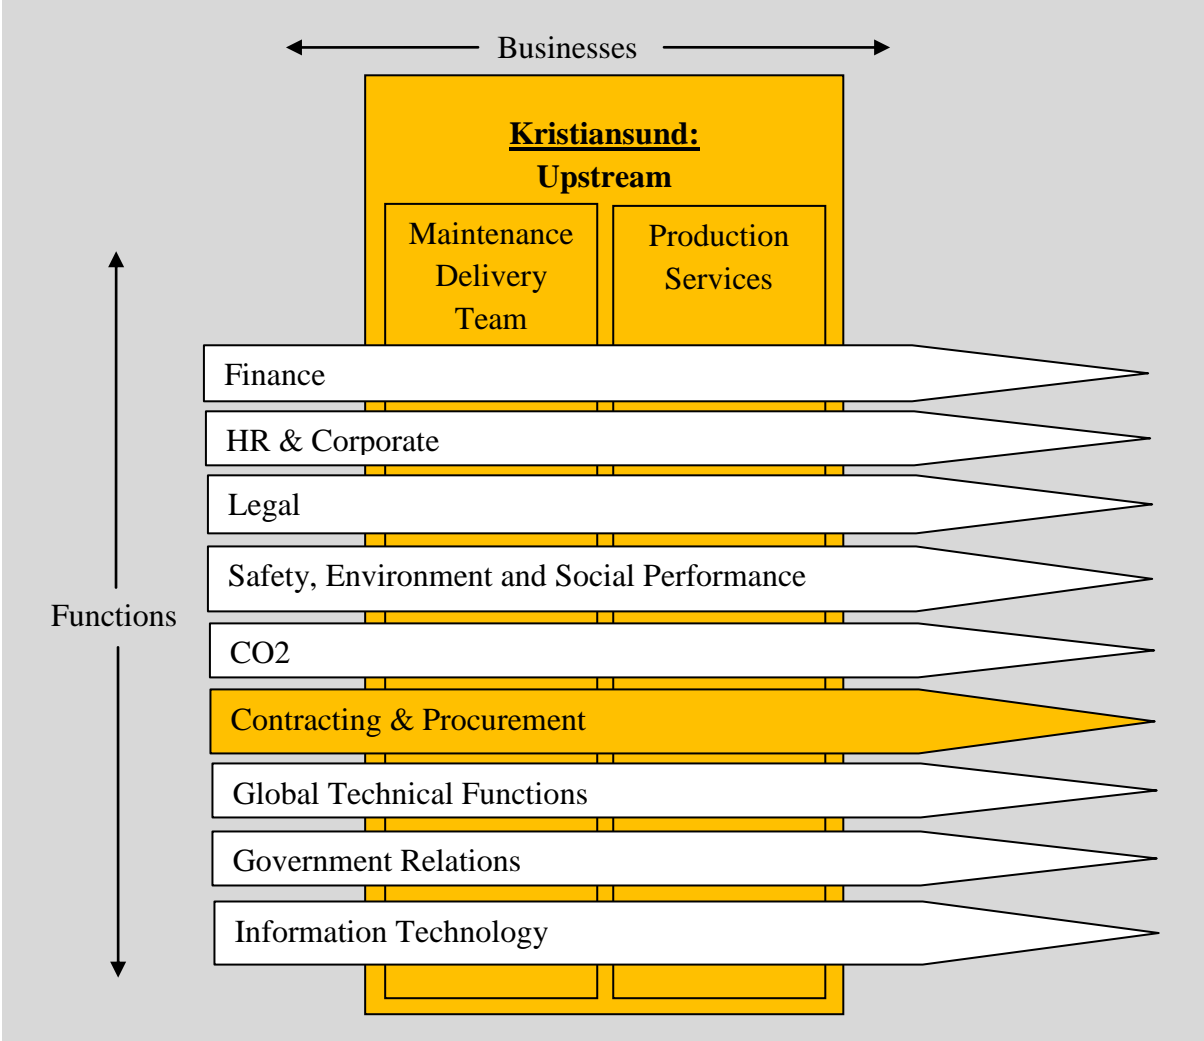 Businesses
Kristiansund:
Upstream
Maintenance
Delivery
Team
Production
Services
Finance
HR & Corporate
Legal
Safety, Environment and Social Performance
Functions
CO2
Contracting & Procurement
Global Technical Functions
Government Relations
Information Technology